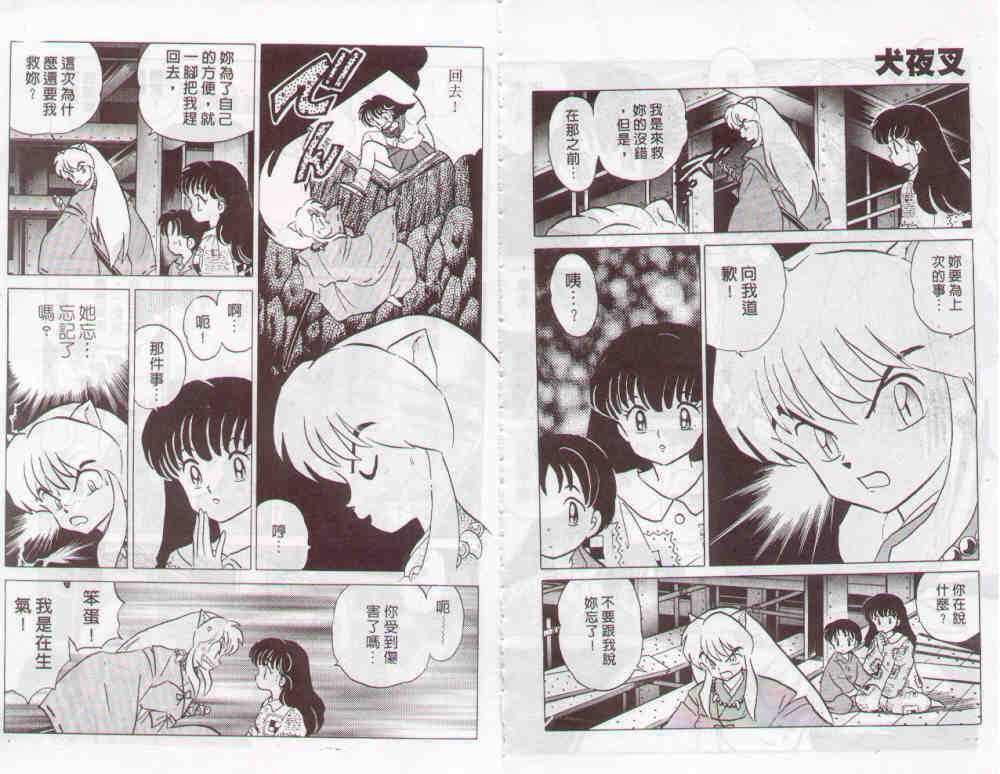 犬夜叉
我是來救
妳的沒錯
，但是，
在那之前…
妳要為上
次的事…
向我道
歉！
咦…？
你在說
什麼？
不要跟我說
妳忘了！
回去！
妳為了自己
的方便，就
一腳把我趕
回去，
這次為什
麼還要我
救妳？
哼…
啊…
呃！
那件事…
她忘…
忘記了
嗎？
呃……
你受到傷
害了嗎…
笨蛋！
我是在生
氣！